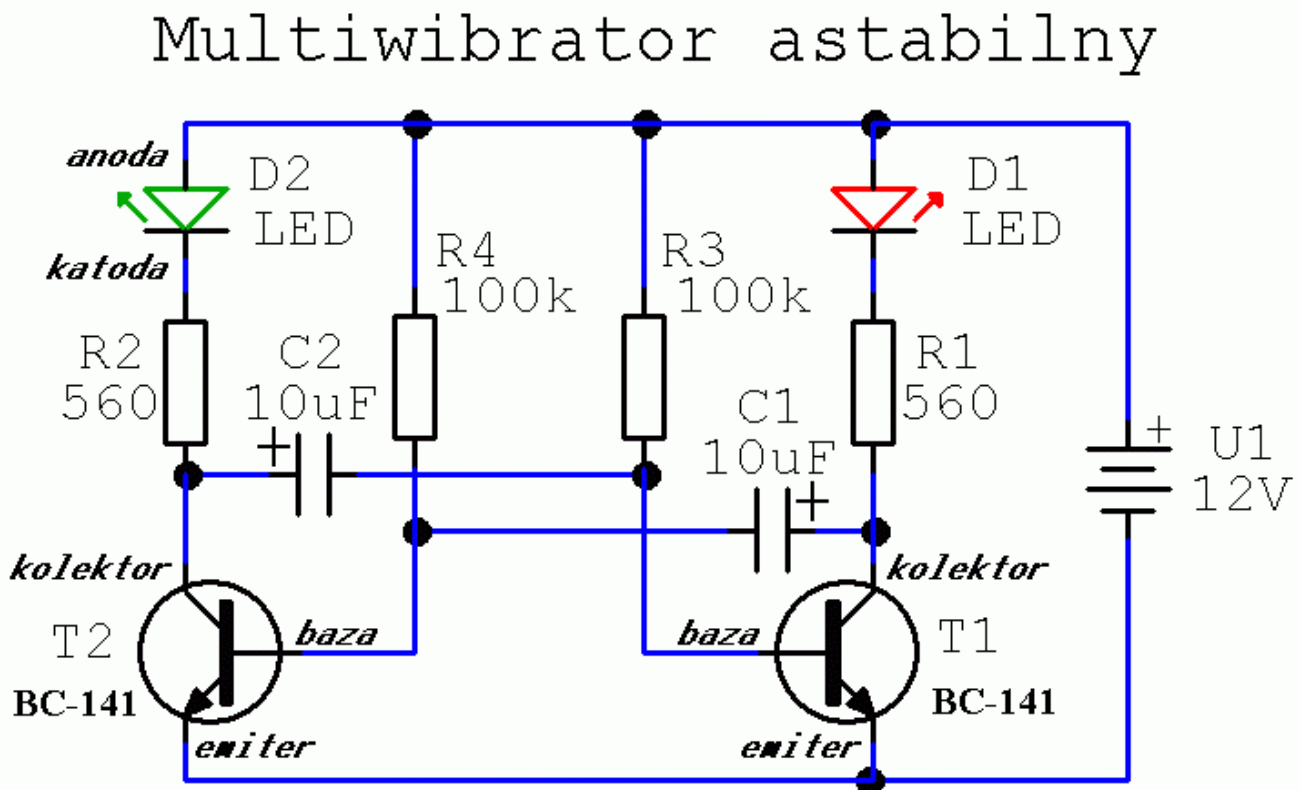 Multiwibrator astabilny
anoda
D2
LED
D1
LED
katoda
R4
100k
R3
100k
R2
560
C2
10uF
+
R1
560
C1
10uF
+
+
U1
12V
kolektor
kolektor
T2
baza
baza
T1
BC-141
BC-141
emiter
emiter